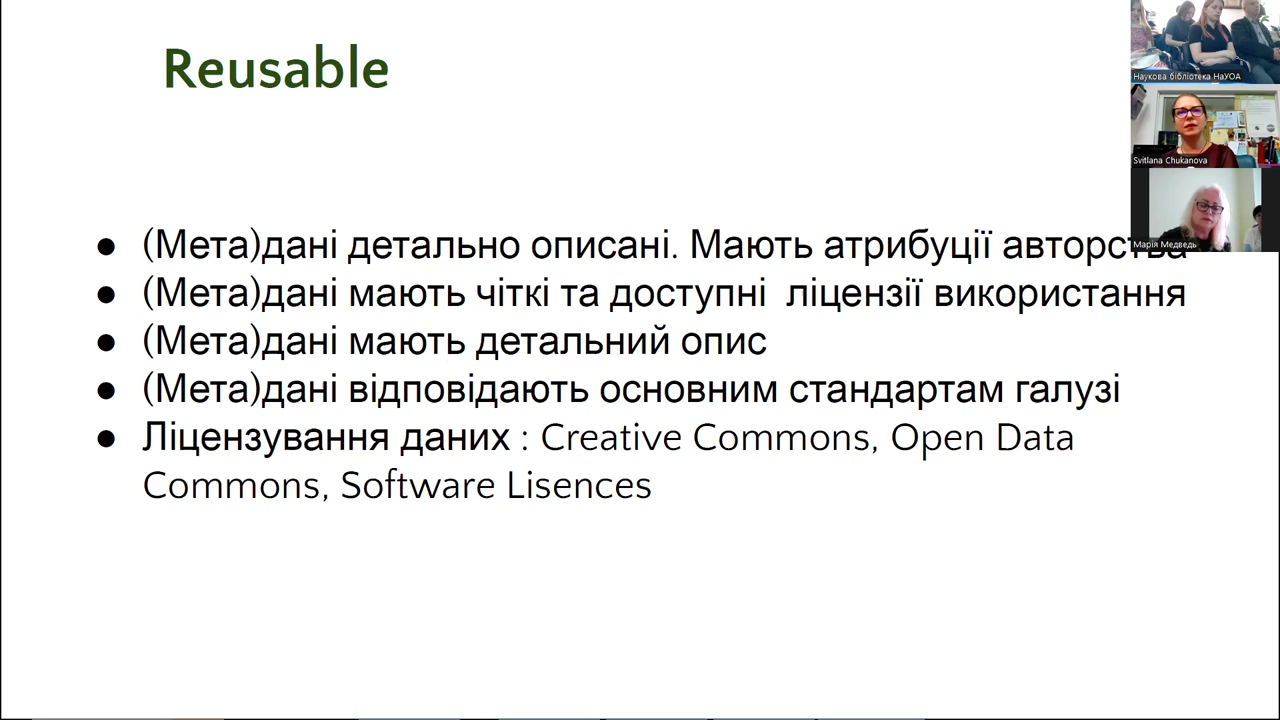 Reusable
Наукова бібліотека НаУОА
Svitlana Chukanova
Марія Медведь
● (Мета)дані детально описані. Мають атрибуції авторства
● (Мета)дані мають чіткі та доступні ліцензії використання
● (Мета)дані мають детальний опис
● (Мета)дані відповідають основним стандартам галузі
● Ліцензування даних : Creative Commons, Open Data
Commons, Software Lisences